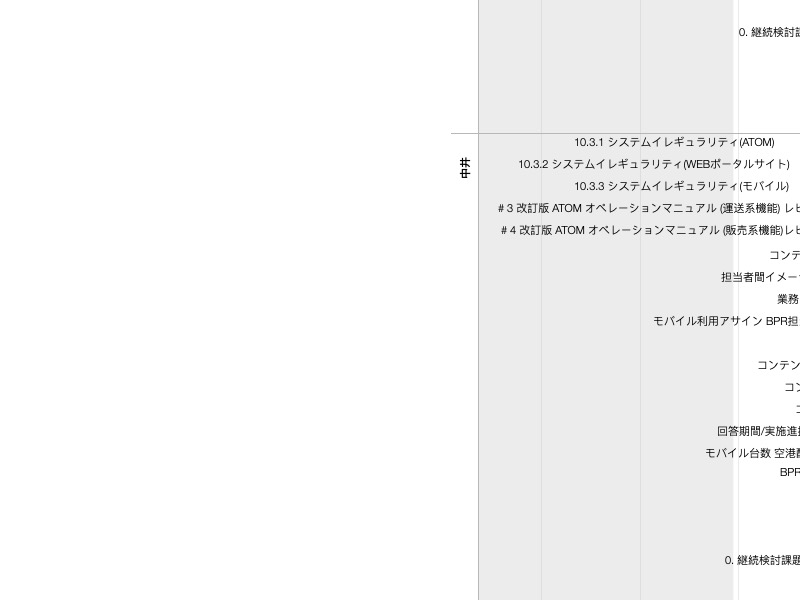 0. 継続検討
中井
10.3.1 システムイレギュラリティ(ATOM)
10.3.2 システムイレギュラリティ(WEBポータルサイト)
10.3.3 システムイレギュラリティ(モバイル)
# 3 改訂版 ATOM オペレーションマニュアル (運送系機能) レビ
# 4 改訂版 ATOM オペレーションマニュアル (販売系機能)レビ
コンテ
担当者間イメー
業務
モバイル利用アサイン BPR担
コンテン
コン
回答期間/実施進
モバイル台数 空港
BPR
0. 継続検討課題